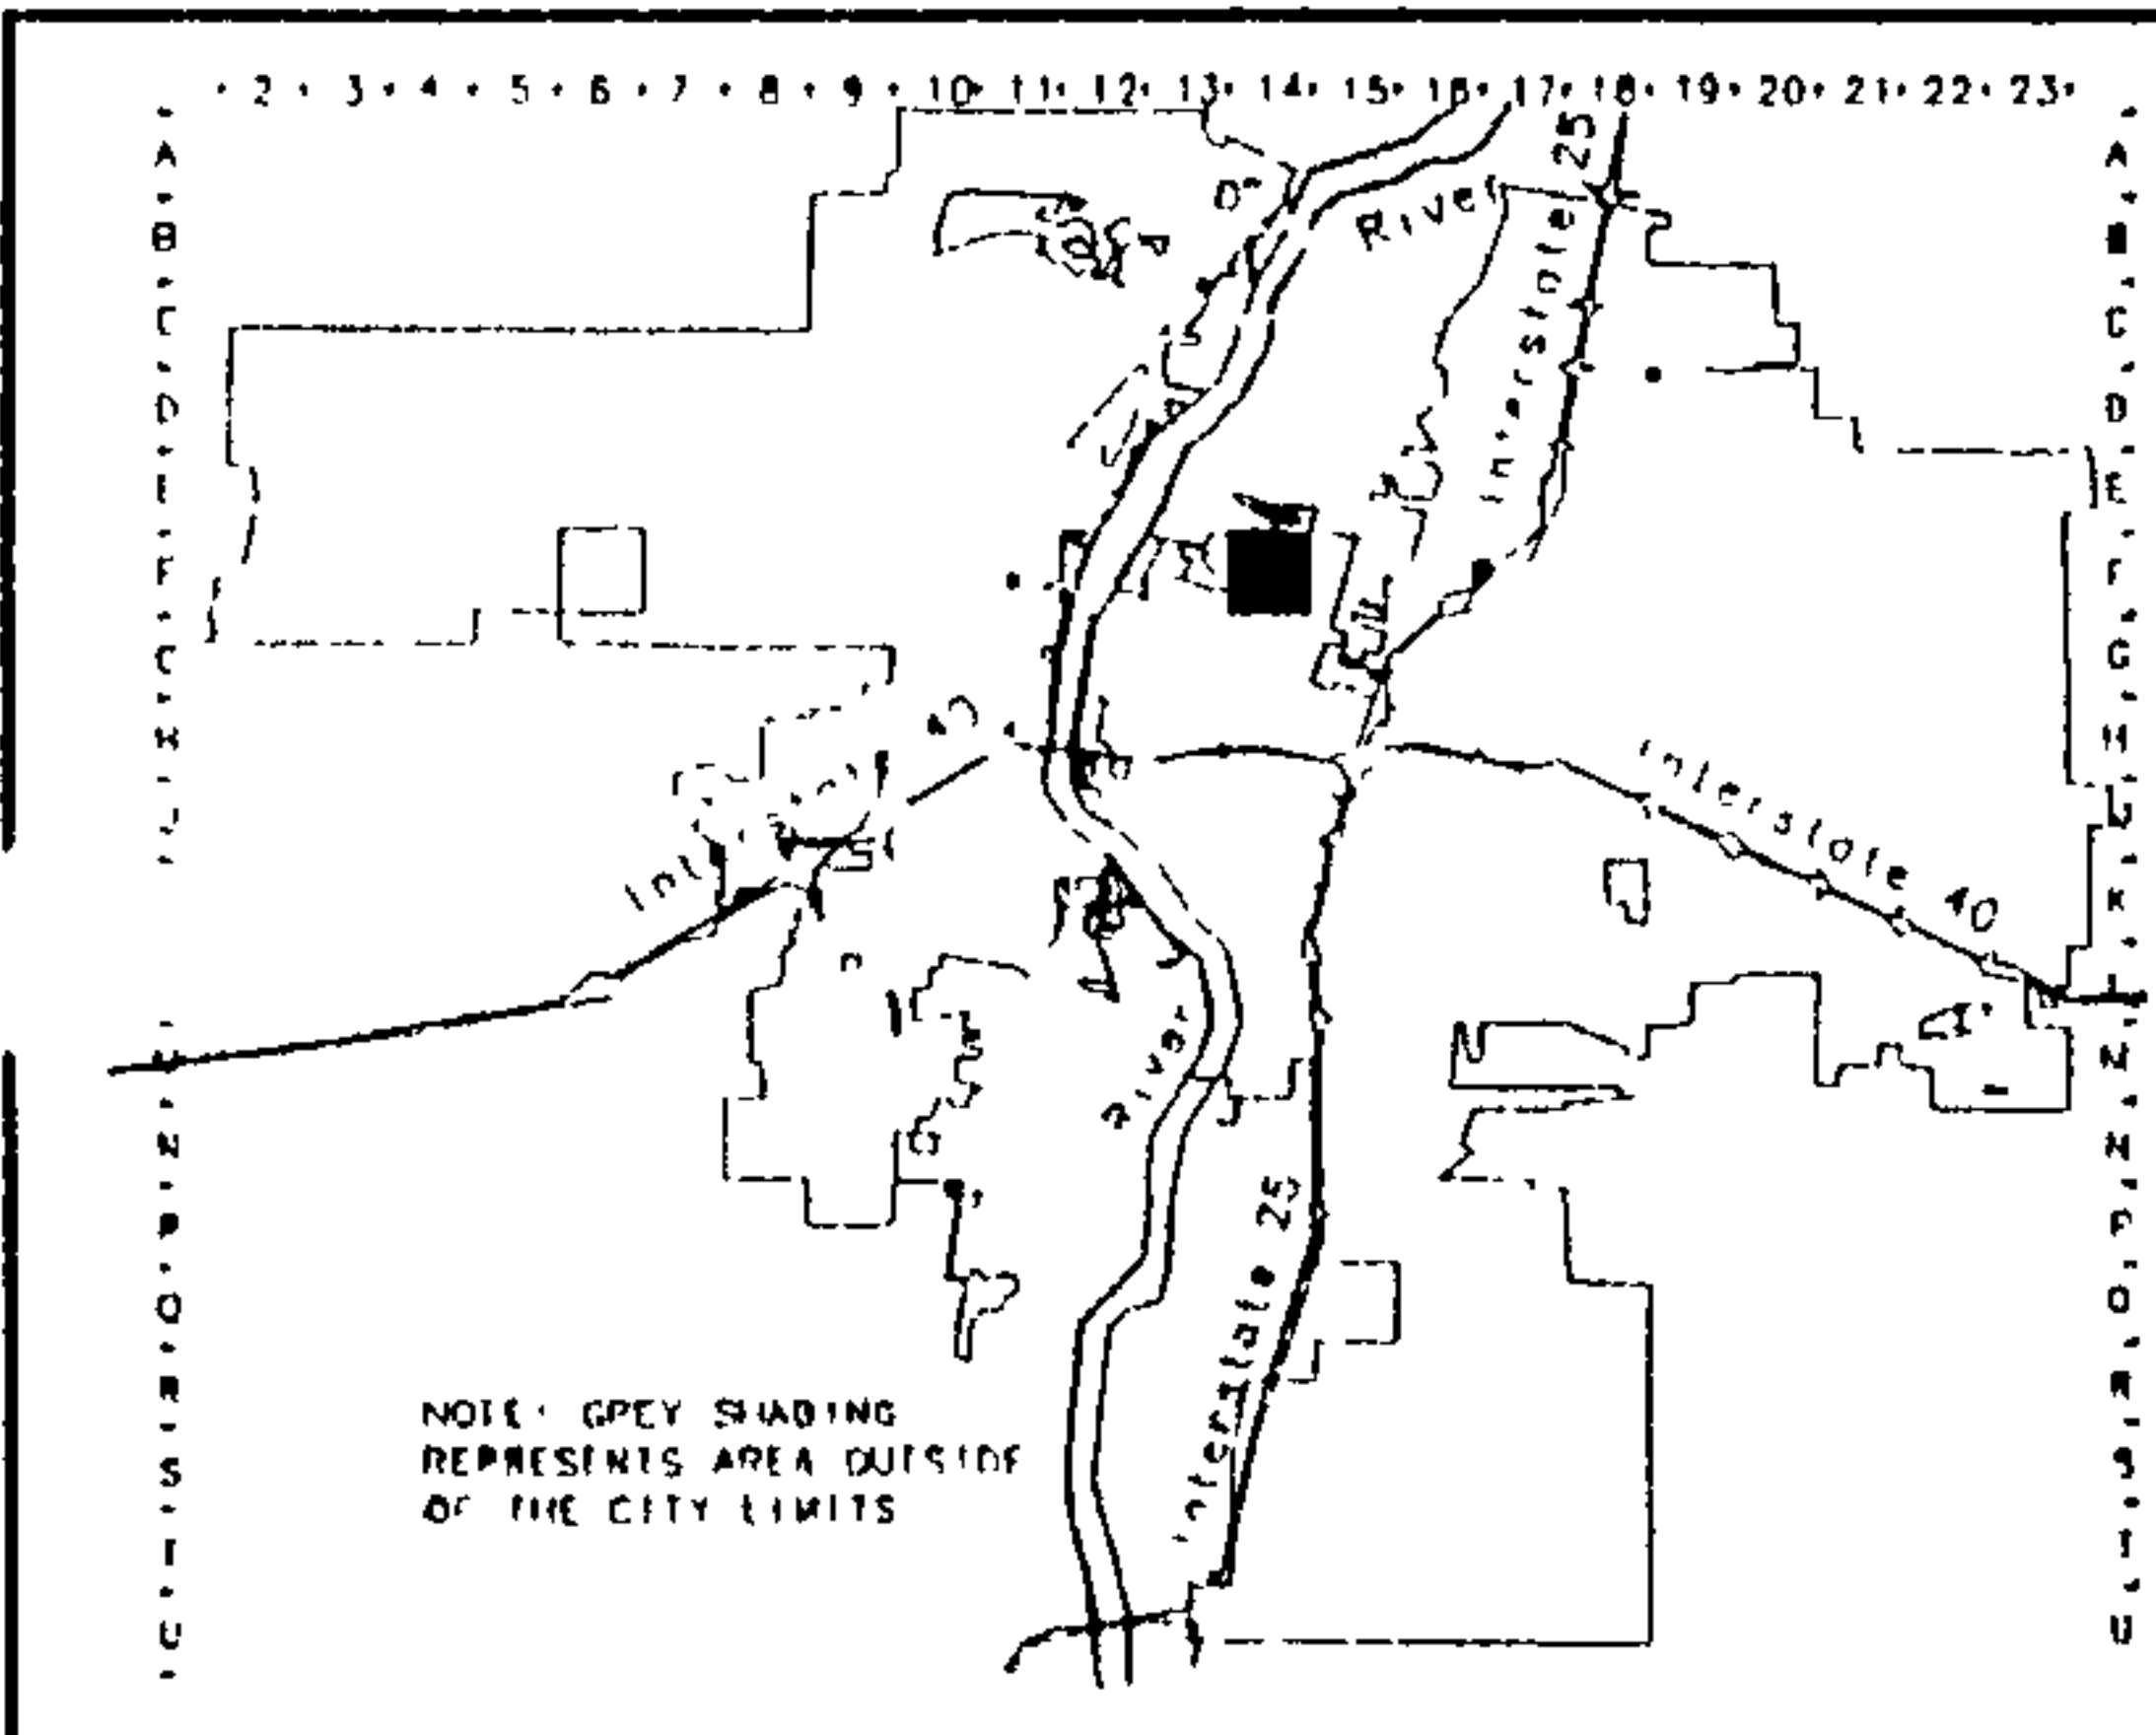 2 3 4 5 6 7 8 9 10 11 12 13 14 15 16 17 18 19 20 21 22 23
A A
B
C C
D D
E E
F F
G
H
K
N N
P P
O O
R R
S
T
U U
River
Interstate 25
40
Interstate 40
River
Interstate 25
NOTE: GREY SHADING
REPRESENTS AREA OUTSIDE
OF THE CITY LIMITS